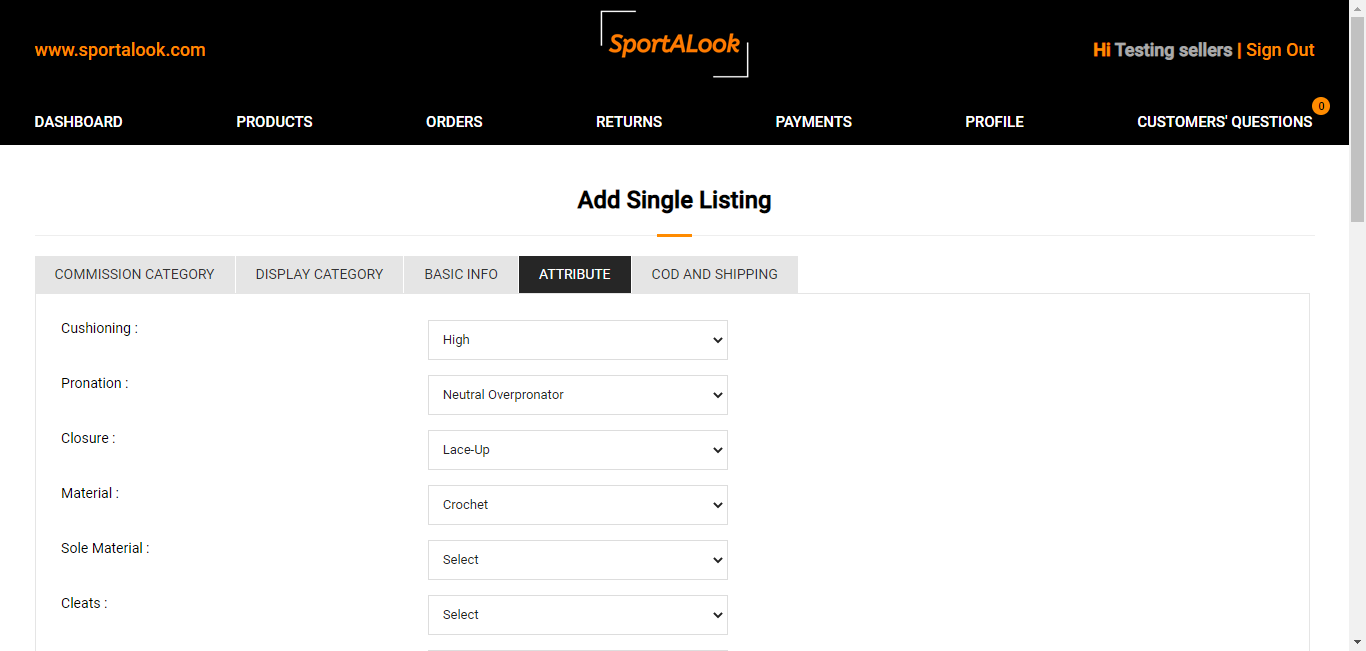 www.sportalook.com
SportALook
Hi Testing sellers | Sign Out
0
DASHBOARD PRODUCTS ORDERS RETURNS PAYMENTS PROFILE CUSTOMERS' QUESTIONS
Add Single Listing
COMMISSION CATEGORY DISPLAY CATEGORY BASIC INFO ATTRIBUTE COD AND SHIPPING
Cushioning : High
Pronation : Neutral Overpronator
Closure : Lace-Up
Material : Crochet
Sole Material : Select
Cleats : Select